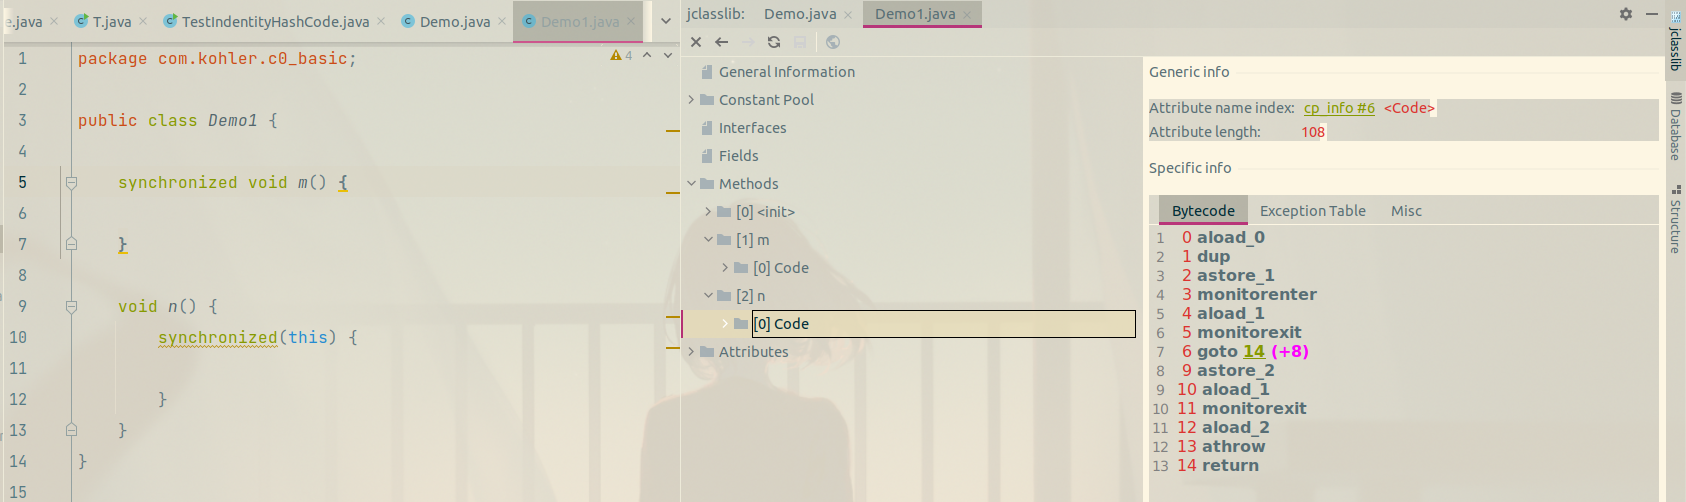 e.java
T.java
TestIndentityHashCode.java
Demo.java
Demo1.java
1 package com.kohler.c0_basic;
4
2
3 public class Demo1 {
4
5 synchronized void m() {
6
7 }
8
9 void n() {
10 synchronized(this) {
11
12 }
13 }
14 }
15
jclasslib: Demo.java Demo1.java
General Information
Constant Pool
Interfaces
Fields
Methods
[0] <init>
[1] m
[0] Code
[2] n
[0] Code
Attributes
Generic info
Attribute name index: cp_info #6 <Code>
Attribute length: 108
Specific info
Bytecode Exception Table Misc
1 0 aload_0
2 1 dup
3 2 astore_1
4 3 monitorenter
5 4 aload_1
6 5 monitorexit
7 6 goto 14 (+8)
8 9 astore_2
9 10 aload_1
10 11 monitorexit
11 12 aload_2
12 13 athrow
13 14 return
jclasslib
Database
Structure